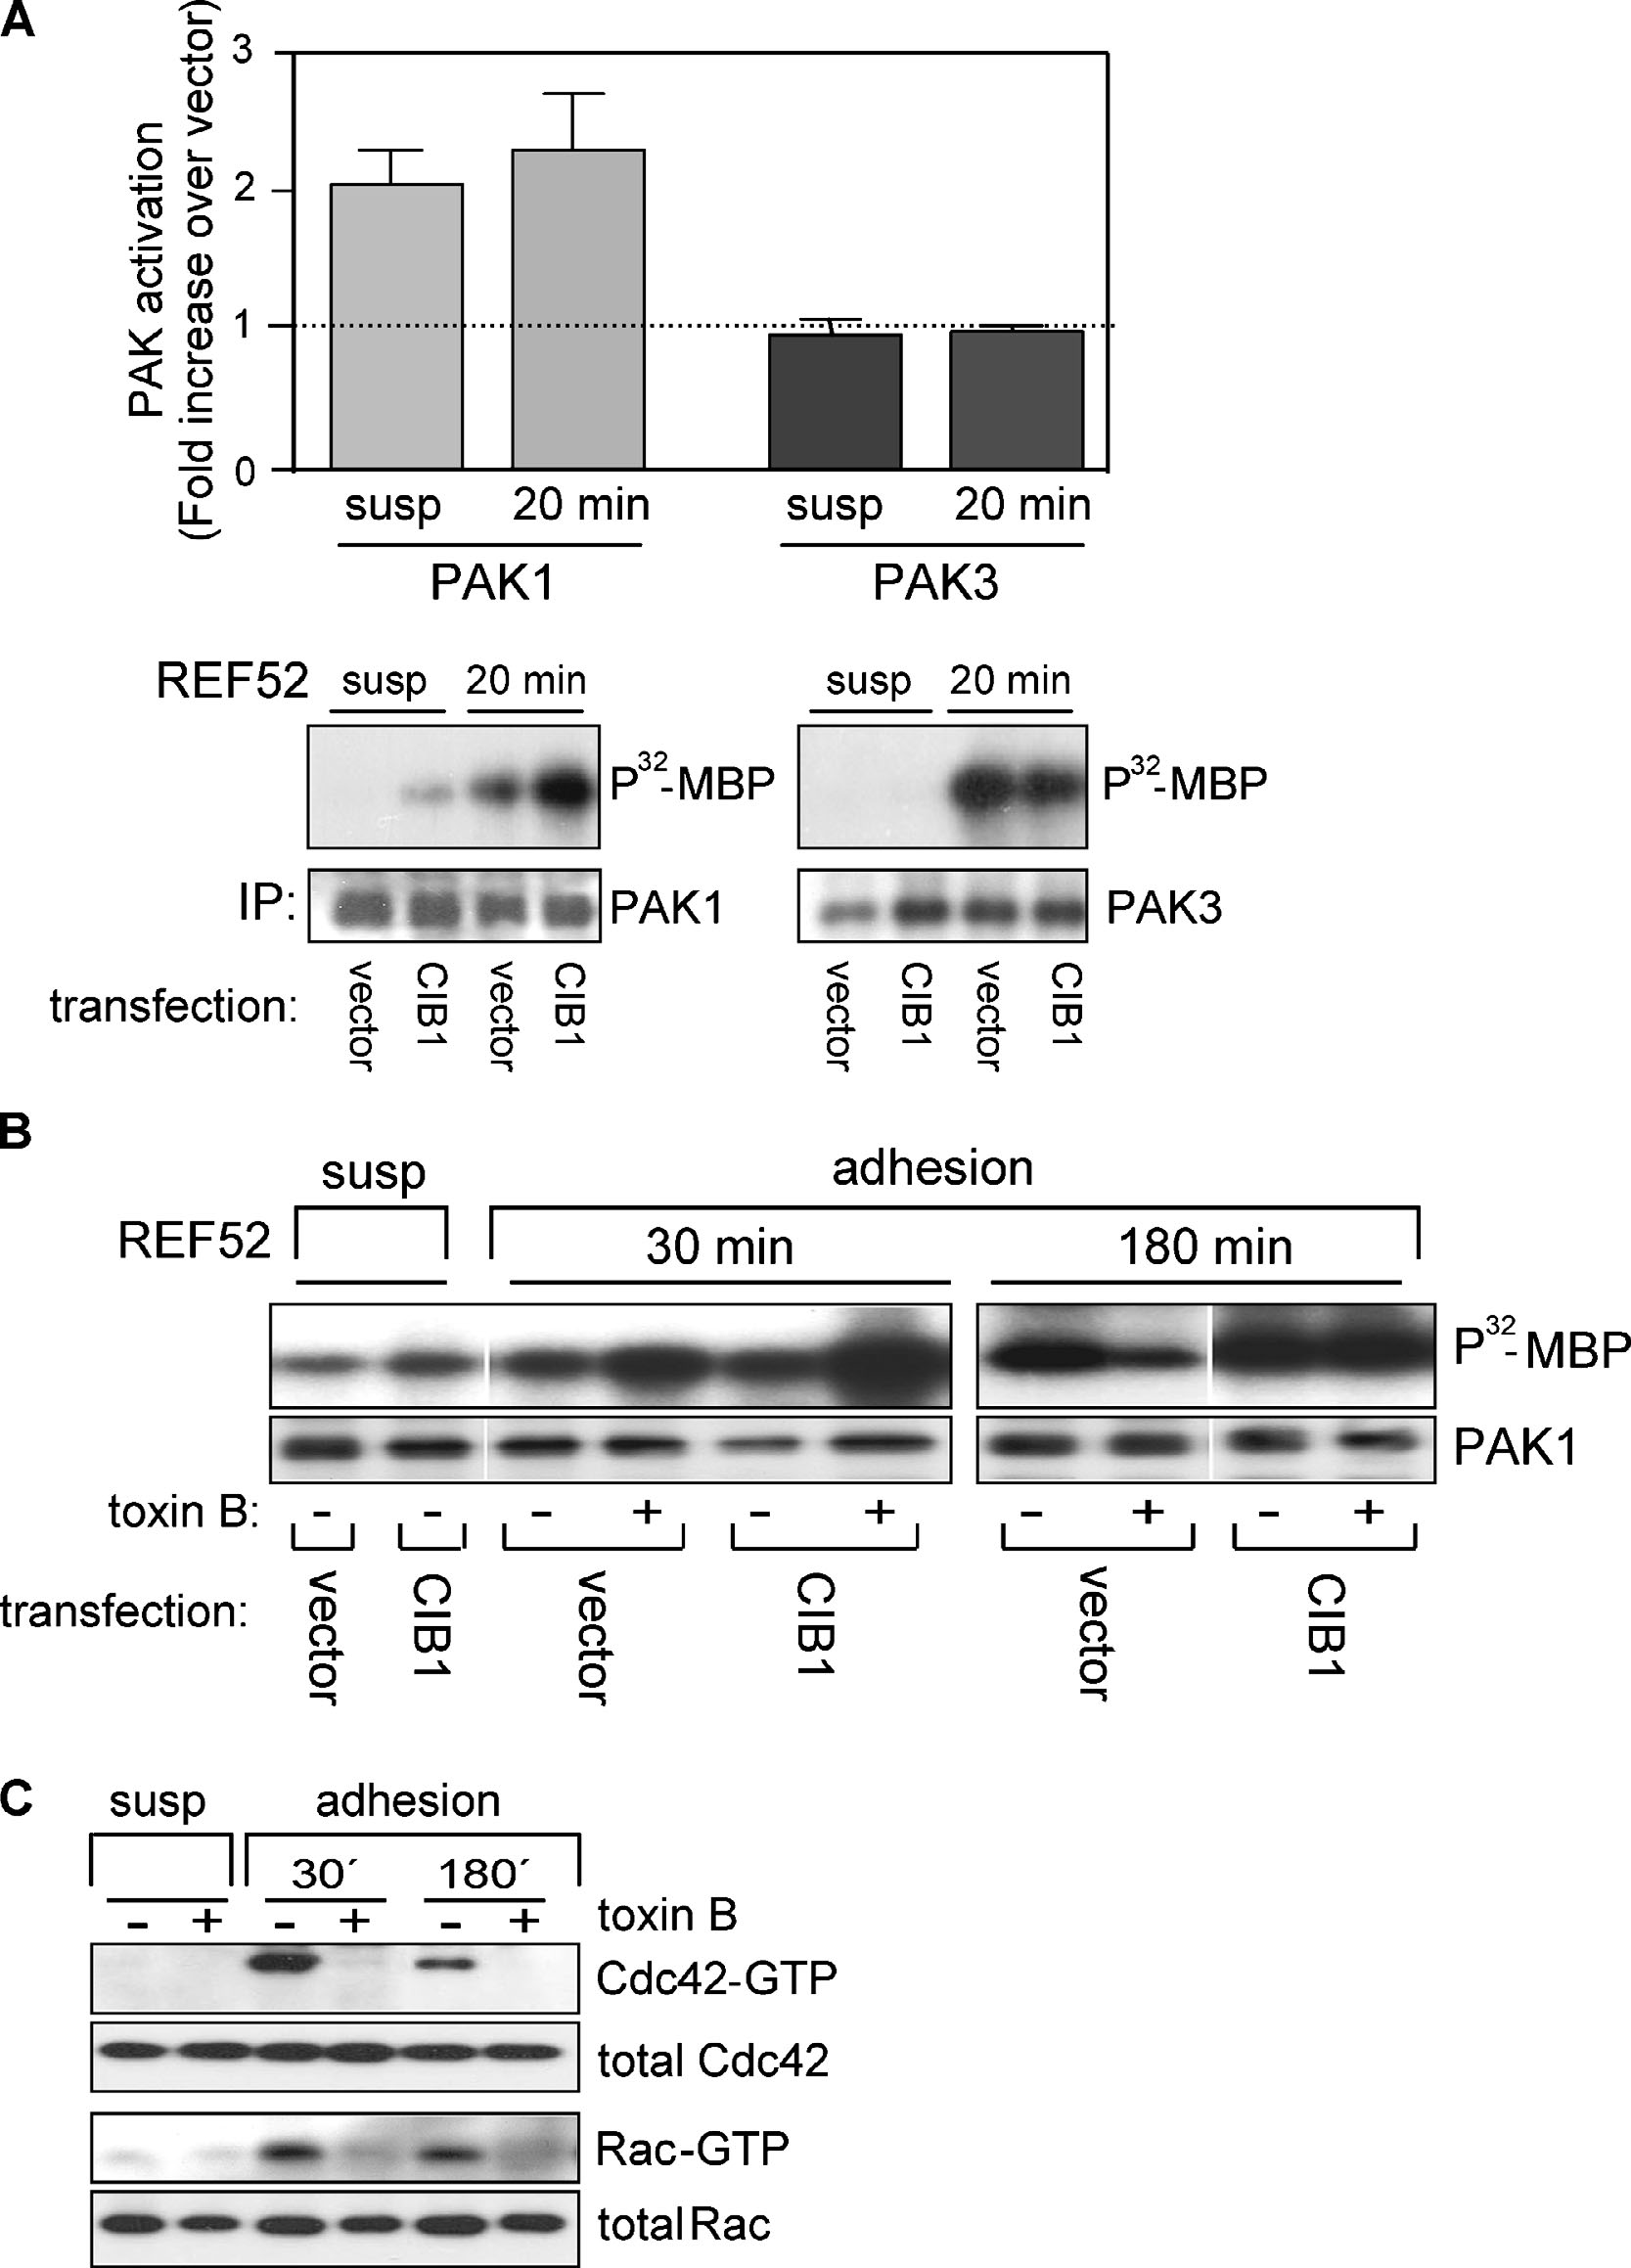 A
PAK activation
(Fold increase over vector)
3
2
1
0
susp 20 min susp 20 min
PAK1 PAK3
REF52 susp 20 min susp 20 min
P32-MBP P32-MBP
IP: PAK1 PAK3
transfection: vector CIB1 vector CIB1 vector CIB1 vector CIB1
B
susp adhesion
REF52 30 min 180 min
P32-MBP
PAK1
toxin B: - - - + - + - + - +
transfection: vector CIB1 vector CIB1 vector CIB1
C
susp adhesion
30´ 180´
- + - + - + toxin B
Cdc42-GTP
total Cdc42
Rac-GTP
total Rac